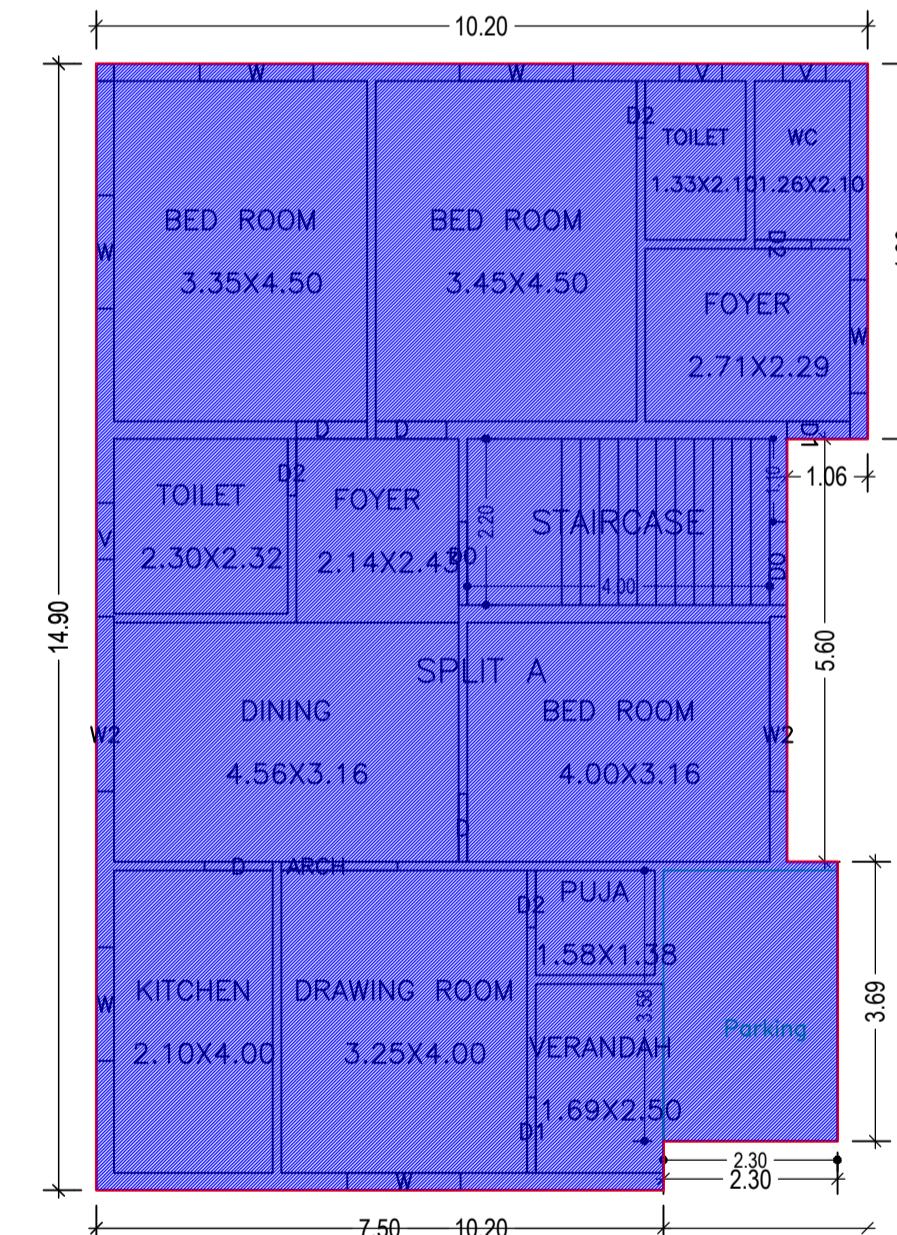 10.20
W
W
V
V
D2
TOILET
WC
1.33X2.10
1.26X2.10
BED ROOM
BED ROOM
3.35X4.50
3.45X4.50
W
D2
FOYER
W
2.71X2.29
D
D
D1
1.06
TOILET
D2
FOYER
2.20
STAIRCASE
1.10
V
2.30X2.32
2.14X2.43
DO
4.00
DO
14.90
5.60
SPLIT A
DINING
BED ROOM
W2
W2
4.56X3.16
4.00X3.16
D
D
ARCH
PUJA
D2
1.58X1.38
KITCHEN
DRAWING ROOM
W
3.58
3.69
Parking
2.10X4.00
3.25X4.00
VERANDAH
1.69X2.50
D1
W
2.30
2.30
7.50
10.20